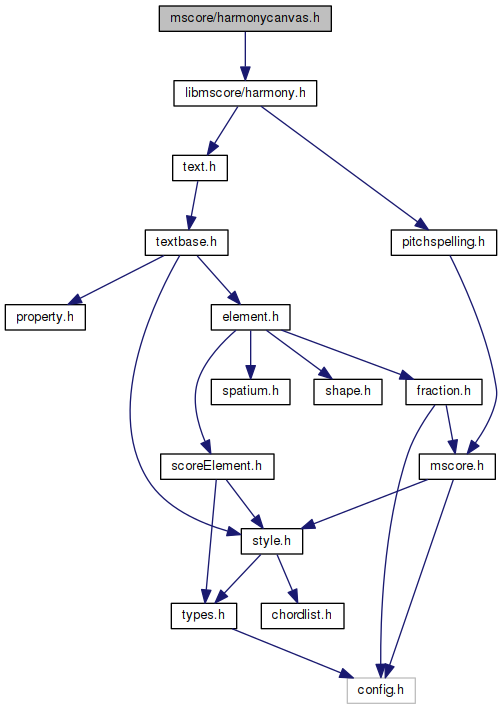 mscore/harmonycanvas.h
libmscore/harmony.h
text.h
textbase.h
pitchspelling.h
property.h
element.h
spatium.h
shape.h
fraction.h
scoreElement.h
mscore.h
style.h
types.h
chordlist.h
config.h